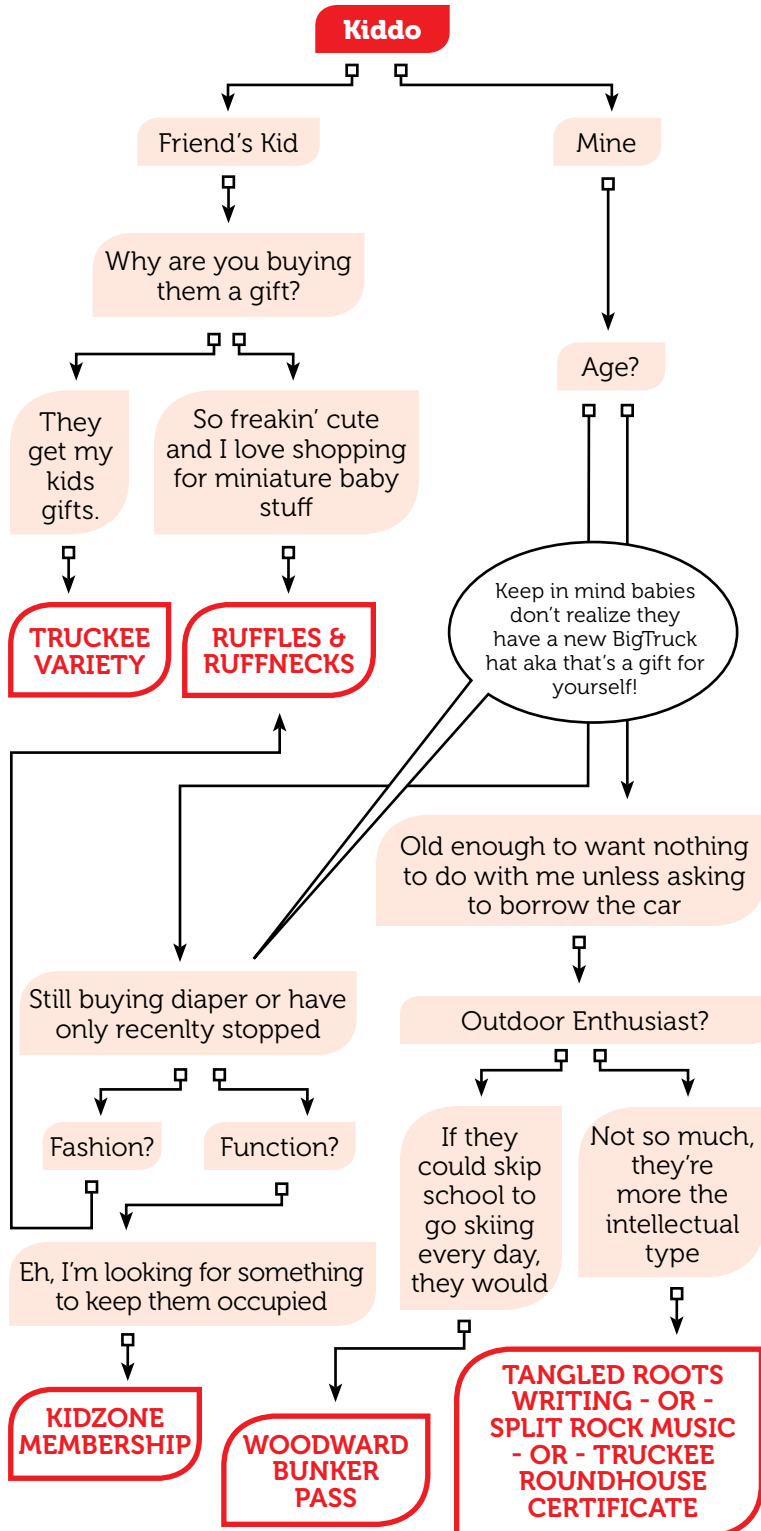 Kiddo
Friend's Kid
Mine
Why are you buying
them a gift?
Age?
They
get my
kids
gifts.
So freakin' cute
and I love shopping
for miniature baby
stuff
TRUCKEE
VARIETY
RUFFLES &
RUFFNECKS
Keep in mind babies
don't realize they
have a new BigTruck
hat aka that's a gift for
yourself!
Old enough to want nothing
to do with me unless asking
to borrow the car
Still buying diaper or have
only recenlty stopped
Outdoor Enthusiast?
Fashion?
Function?
If they
could skip
school to
go skiing
every day,
they would
Not so much,
they're
more the
intellectual
type
Eh, I'm looking for something
to keep them occupied
KIDZONE
MEMBERSHIP
WOODWARD
BUNKER
PASS
TANGLED ROOTS
WRITING - OR -
SPLIT ROCK MUSIC
- OR - TRUCKEE
ROUNDHOUSE
CERTIFICATE